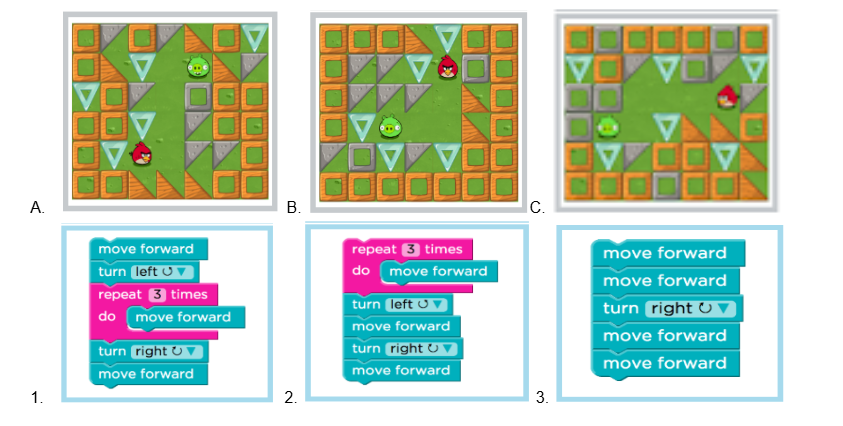 A.
B.
C.
move forward
turn left
repeat 3 times
do move forward
turn right
move forward
1.
repeat 3 times
do move forward
turn left
move forward
turn right
move forward
2.
move forward
move forward
turn right
move forward
move forward
3.